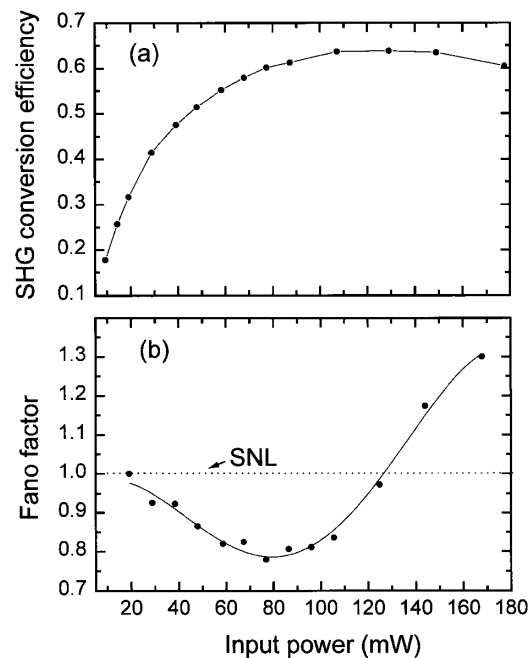 0.7
(a)
0.6
0.5
0.4
0.3
0.2
0.1
SHG conversion efficiency
(b)
1.3
1.2
1.1
SNL
1.0
0.9
0.8
0.7
Fano factor
20 40 60 80 100 120 140 160 180
Input power (mW)